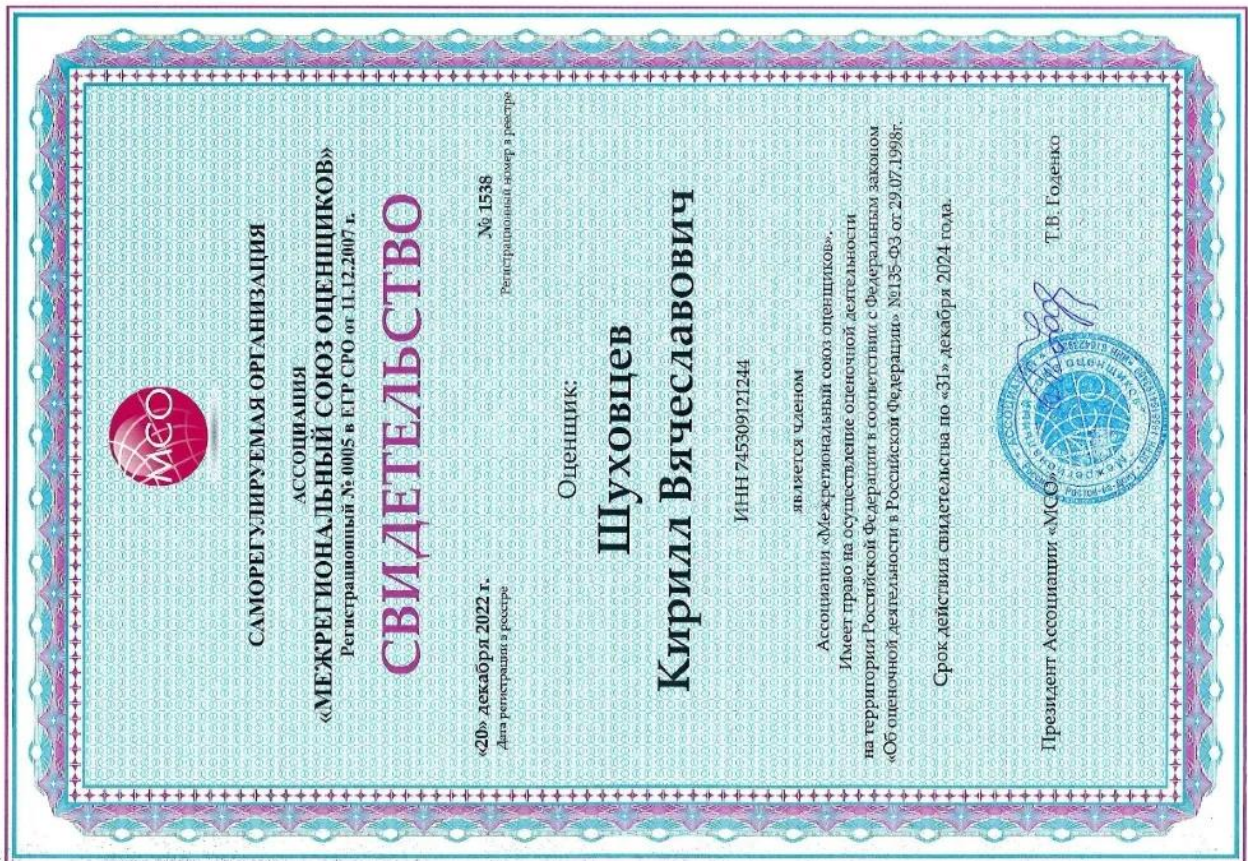 МСО
САМОРЕГУЛИРУЕМАЯ ОРГАНИЗАЦИЯ
АССОЦИАЦИЯ
«МЕЖРЕГИОНАЛЬНЫЙ СОЮЗ ОЦЕНЩИКОВ»
Регистрационный № 0005 в ЕГР СРО от 11.12.2007 г.
СВИДЕТЕЛЬСТВО
«20» декабря 2022 г. № 1538
Дата регистрации в реестре Регистрационный номер в реестре
Оценщик:
Шуховцев
Кирилл Вячеславович
ИНН 745309121244
является членом
Ассоциации «Межрегиональный союз оценщиков».
Имеет право на осуществление оценочной деятельности
на территории Российской Федерации в соответствии с Федеральным законом
«Об оценочной деятельности в Российской Федерации» №135-ФЗ от 29.07.1998г.
Срок действия свидетельства по «31» декабря 2024 года.
Президент Ассоциации «МСО» Т.В. Годенко